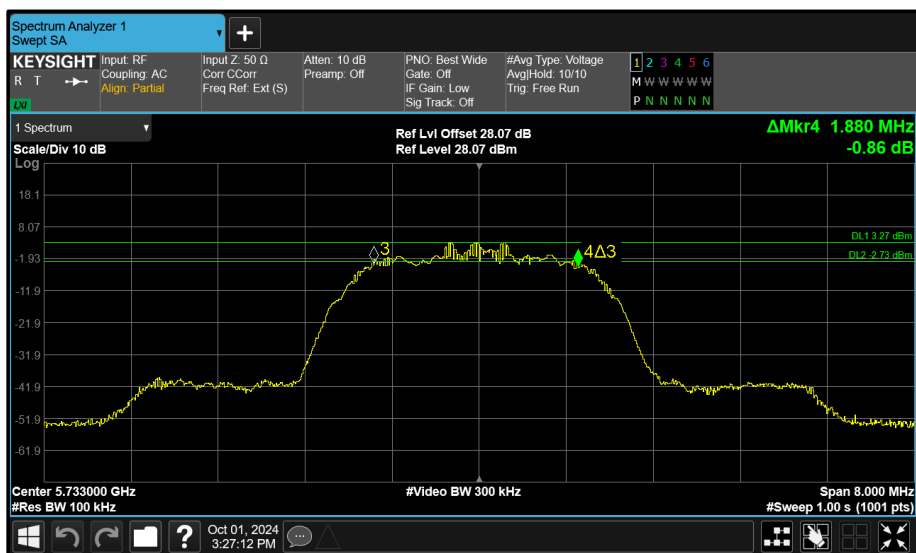 Spectrum Analyzer 1
Swept SA
KEYSIGHT
R T
LXI
Input: RF
Coupling: AC
Align: Partial
Input Z: 50 Ω
Corr CCorr
Freq Ref: Ext (S)
Atten: 10 dB
Preamp: Off
PNO: Best Wide
Gate: Off
IF Gain: Low
Sig Track: Off
#Avg Type: Voltage
Avg|Hold: 10/10
Trig: Free Run
1 2 3 4 5 6
M W W W W W
P N N N N N
1 Spectrum
Scale/Div 10 dB
Log
Ref Lvl Offset 28.07 dB
Ref Level 28.07 dBm
ΔMkr4 1.880 MHz
-0.86 dB
18.1
8.07
-1.93
-11.9
-21.9
-31.9
-41.9
-51.9
-61.9
3
4Δ3
DL1 3.27 dBm
DL2 -2.73 dBm
Center 5.733000 GHz
#Res BW 100 kHz
#Video BW 300 kHz
Span 8.000 MHz
#Sweep 1.00 s (1001 pts)
?
Oct 01, 2024
3:27:12 PM